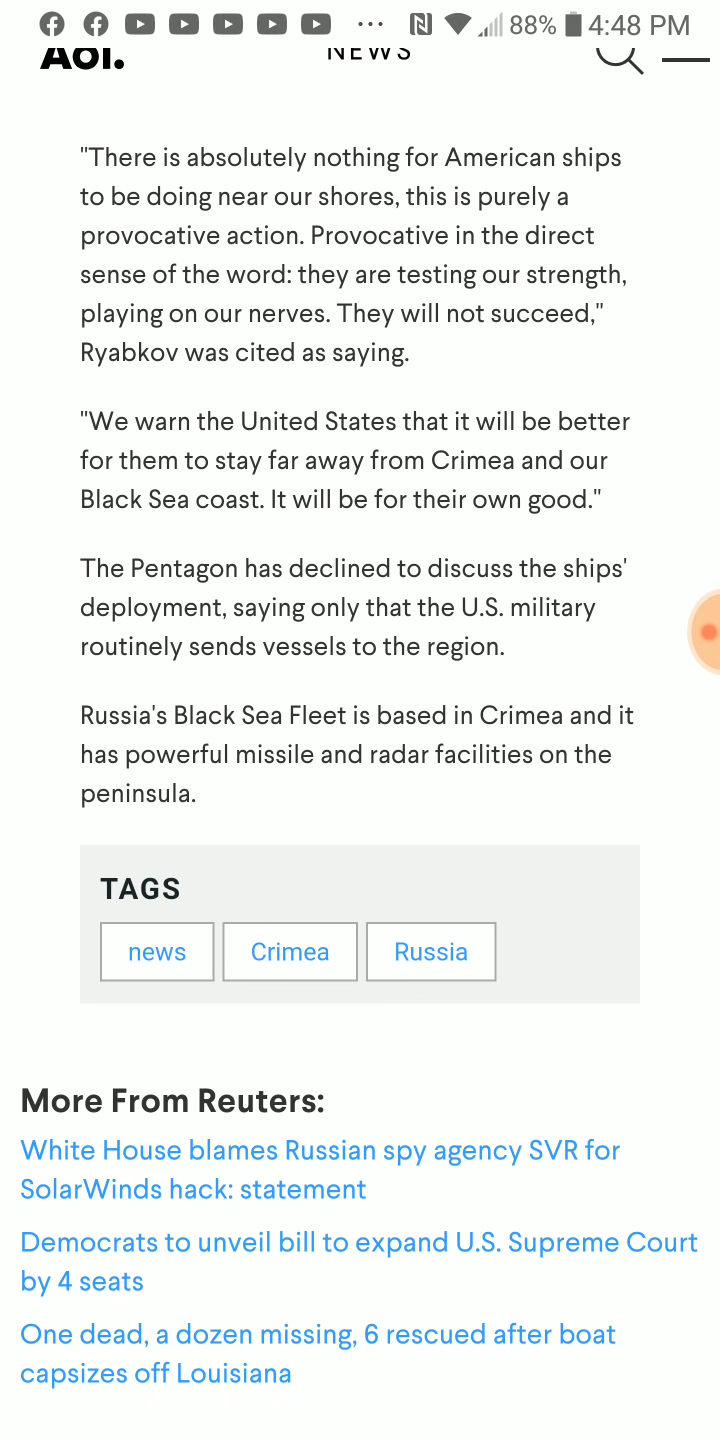 88% 4:48 PM
Aol. NEWS
"There is absolutely nothing for American ships
to be doing near our shores, this is purely a
provocative action. Provocative in the direct
sense of the word: they are testing our strength,
playing on our nerves. They will not succeed,"
Ryabkov was cited as saying.
"We warn the United States that it will be better
for them to stay far away from Crimea and our
Black Sea coast. It will be for their own good."
The Pentagon has declined to discuss the ships'
deployment, saying only that the U.S. military
routinely sends vessels to the region.
Russia's Black Sea Fleet is based in Crimea and it
has powerful missile and radar facilities on the
peninsula.
TAGS
news Crimea Russia
More From Reuters:
White House blames Russian spy agency SVR for
SolarWinds hack: statement
Democrats to unveil bill to expand U.S. Supreme Court
by 4 seats
One dead, a dozen missing, 6 rescued after boat
capsizes off Louisiana